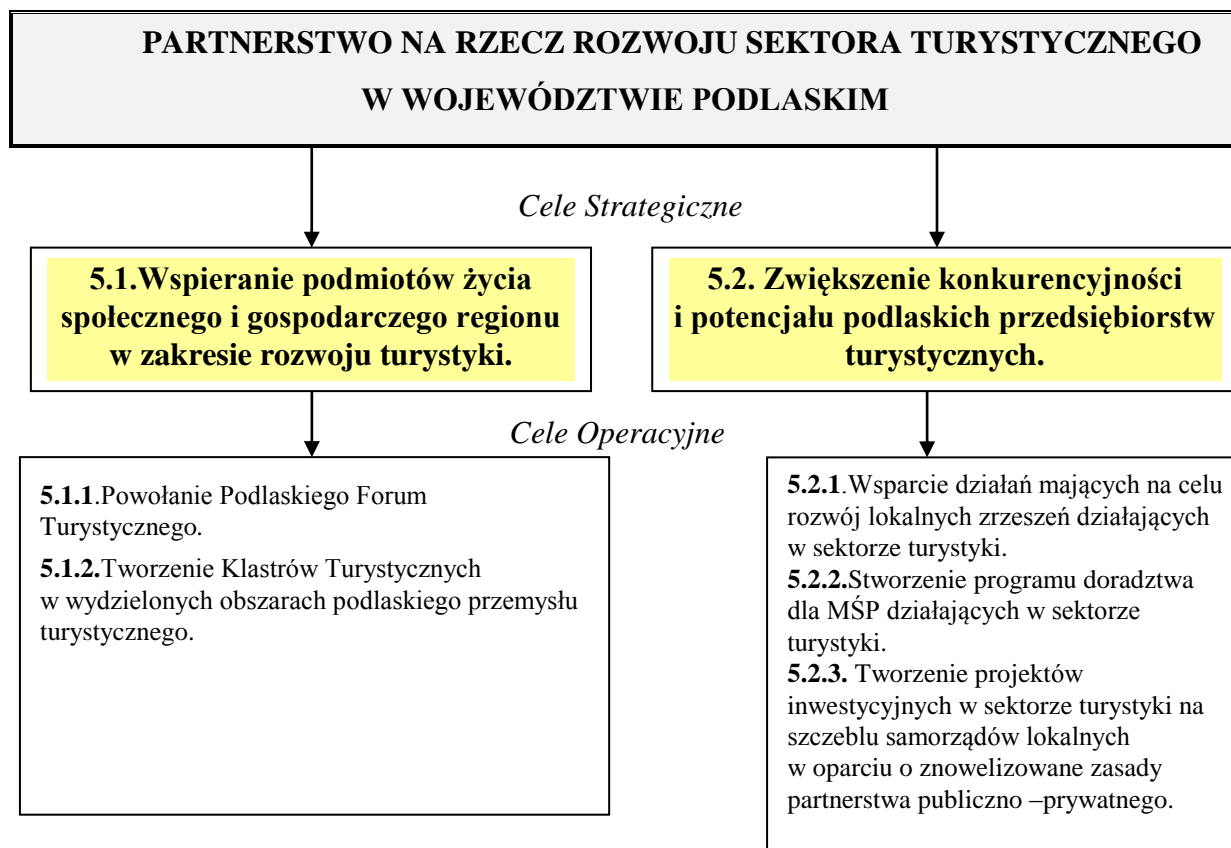 PARTNERSTWO NA RZECZ ROZWOJU SEKTORA TURYSTYCZNEGO
W WOJEWÓDZTWIE PODLASKIM
Cele Strategiczne
5.1.Wspieranie podmiotów życia
społecznego i gospodarczego regionu
w zakresie rozwoju turystyki.
5.2. Zwiększenie konkurencyjności
i potencjału podlaskich przedsiębiorstw
turystycznych.
Cele Operacyjne
5.1.1.Powołanie Podlaskiego Forum
Turystycznego.
5.1.2.Tworzenie Klastrów Turystycznych
w wydzielonych obszarach podlaskiego przemysłu
turystycznego.
5.2.1.Wsparcie działań mających na celu
rozwój lokalnych zrzeszeń działających
w sektorze turystyki.
5.2.2.Stworzenie programu doradztwa
dla MŚP działających w sektorze
turystyki.
5.2.3. Tworzenie projektów
inwestycyjnych w sektorze turystyki na
szczeblu samorządów lokalnych
w oparciu o znowelizowane zasady
partnerstwa publiczno –prywatnego.